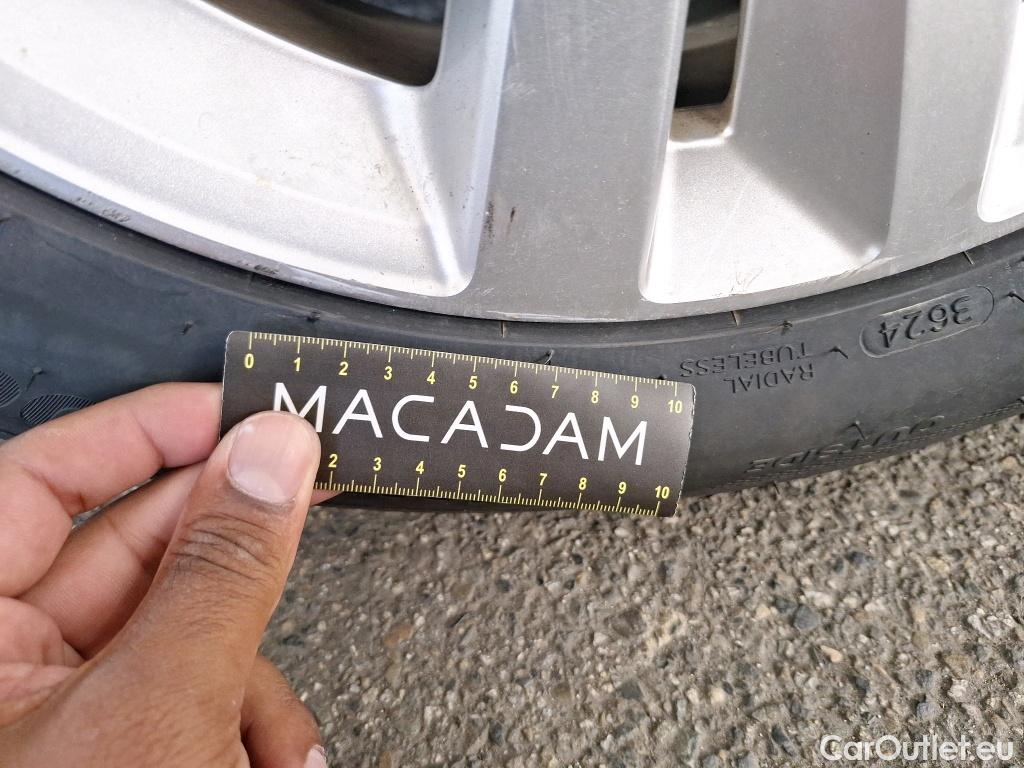 0 1 2 3 4 5 6 7 8 9 10
MACADAM
2 3 4 5 6 7 8 9 10
3624
RADIAL
TUBELESS
OUTSIDE
CarOutlet.eu